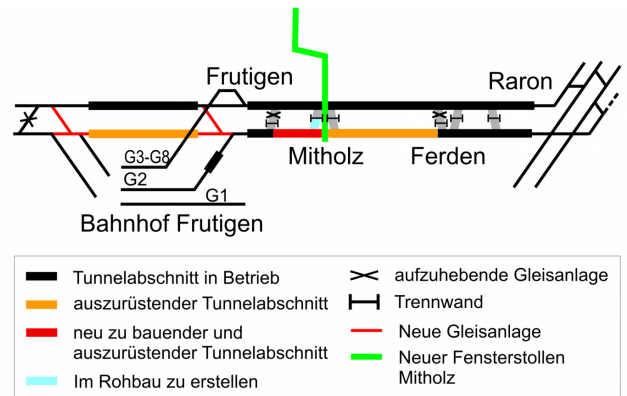 Frutigen
Raron
Mitholz
Ferden
G3-G8
G2
G1
Bahnhof Frutigen
Tunnelabschnitt in Betrieb
auszurüstender Tunnelabschnitt
neu zu bauender und
auszurüstender Tunnelabschnitt
Im Rohbau zu erstellen
aufzuhebende Gleisanlage
Trennwand
Neue Gleisanlage
Neuer Fensterstollen
Mitholz